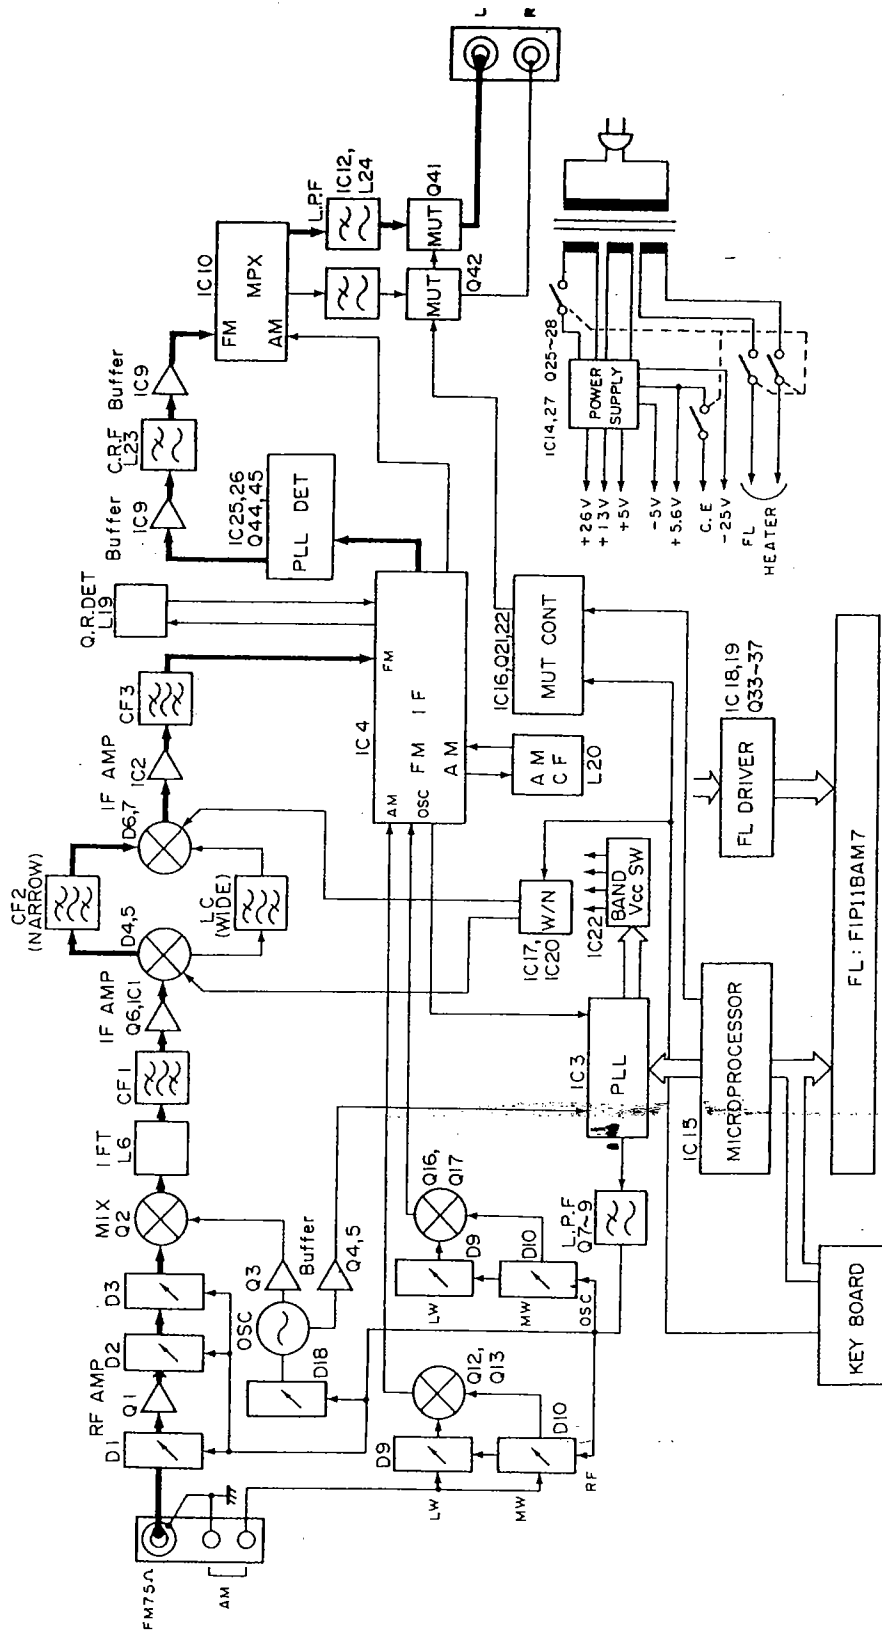 FM75Ω
AM
D1
RF AMP
Q1
D2
D3
MIX
Q2
IFT
L6
CF1
IF AMP
Q6,IC1
D4,5
CF2
(NARROW)
LC
(WIDE)
D6,7
IF AMP
IC2
CF3
Q.R.DET
L19
Buffer
IC9
C.R.F
L23
Buffer
IC9
IC10
FM
MPX
AM
L.P.F
IC12,
L24
MUT
Q41
MUT
Q42
L
R
IC25,26
Q44,45
PLL DET
OSC
Q3
Buffer
Q4,5
D18
IC4
FM
AM
OSC
FM IF
AM
AM
CF
L20
IC16,Q21,22
MUT CONT
LW
D9
MW
D10
RF
Q12,
Q13
LW
D9
MW
D10
OSC
Q16,
Q17
L.P.F
Q7~9
IC3
PLL
IC17,
IC20
W/N
IC22
BAND
Vcc SW
IC15
MICROPROCESSOR
KEY BOARD
FL DRIVER
IC18,19
Q33~37
FL : FIP11BAM7
IC14,27 Q25~28
POWER
SUPPLY
+26V
+13V
+5V
-5V
+5.6V
C.E
-25V
FL
HEATER